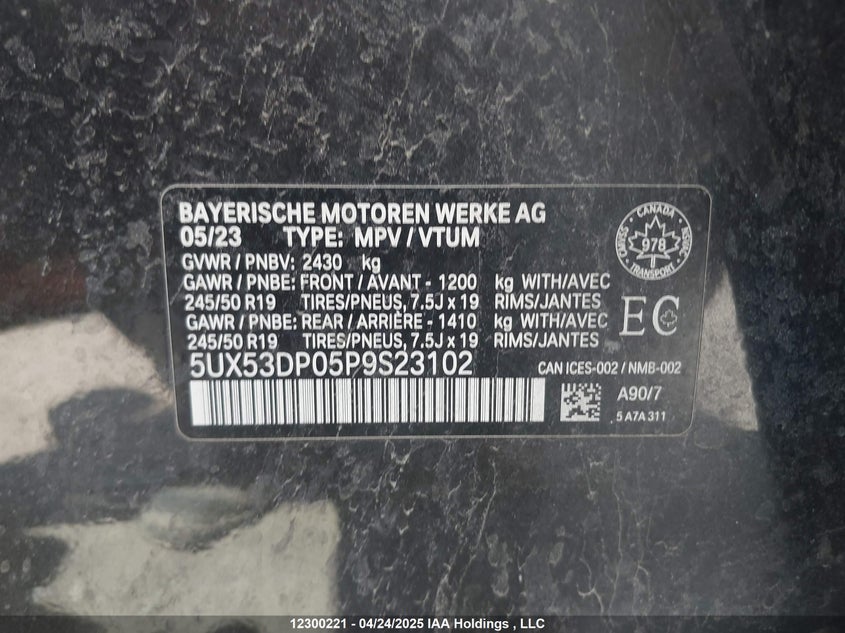 BAYERISCHE MOTOREN WERKE AG
05/23 TYPE: MPV / VTUM
GVWR / PNBV: 2430 kg
GAWR / PNBE: FRONT / AVANT - 1200 kg WITH/AVEC
245/50 R19 TIRES/PNEUS, 7.5J x 19 RIMS/JANTES
GAWR / PNBE: REAR / ARRIÈRE - 1410 kg WITH/AVEC
245/50 R19 TIRES/PNEUS, 7.5J x 19 RIMS/JANTES
5UX53DP05P9S23102
CANADA
978
TRANSPORT
EC
CAN ICES-002 / NMB-002
A90/7
5 A7A 311
12300221 - 04/24/2025 IAA Holdings , LLC